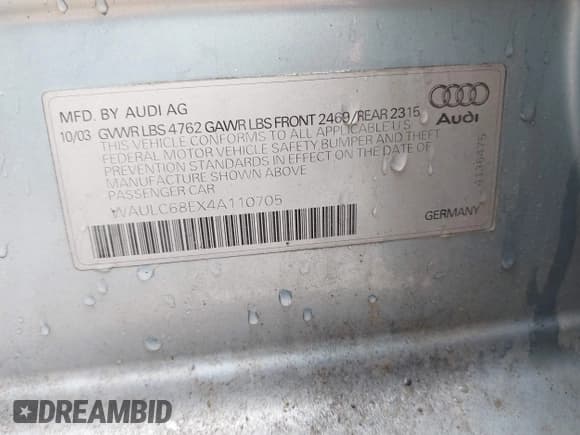 MFD. BY AUDI AG
10/03 GVWR LBS 4762 GAWR LBS FRONT 2469/REAR 2315
THIS VEHICLE CONFORMS TO ALL APPLICABLE U.S.
FEDERAL MOTOR VEHICLE SAFETY, BUMPER AND THEFT
PREVENTION STANDARDS IN EFFECT ON THE DATE OF
MANUFACTURE SHOWN ABOVE
PASSENGER CAR
WAULC68EX4A110705
Audi
GERMANY
DREAMBID